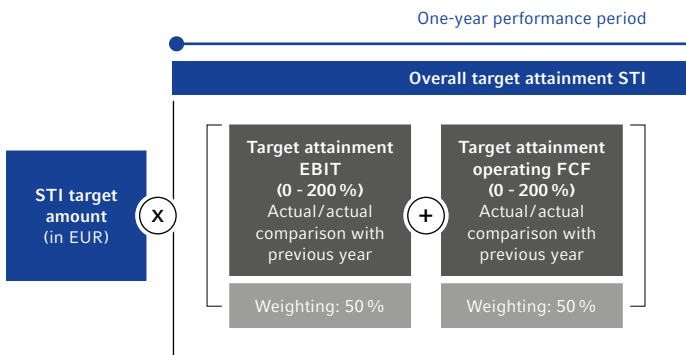 One-year performance period
Overall target attainment STI
STI target
amount
(in EUR)
x
Target attainment
EBIT
(0 - 200 %)
Actual/actual
comparison with
previous year
Weighting: 50 %
+
Target attainment
operating FCF
(0 - 200 %)
Actual/actual
comparison with
previous year
Weighting: 50 %